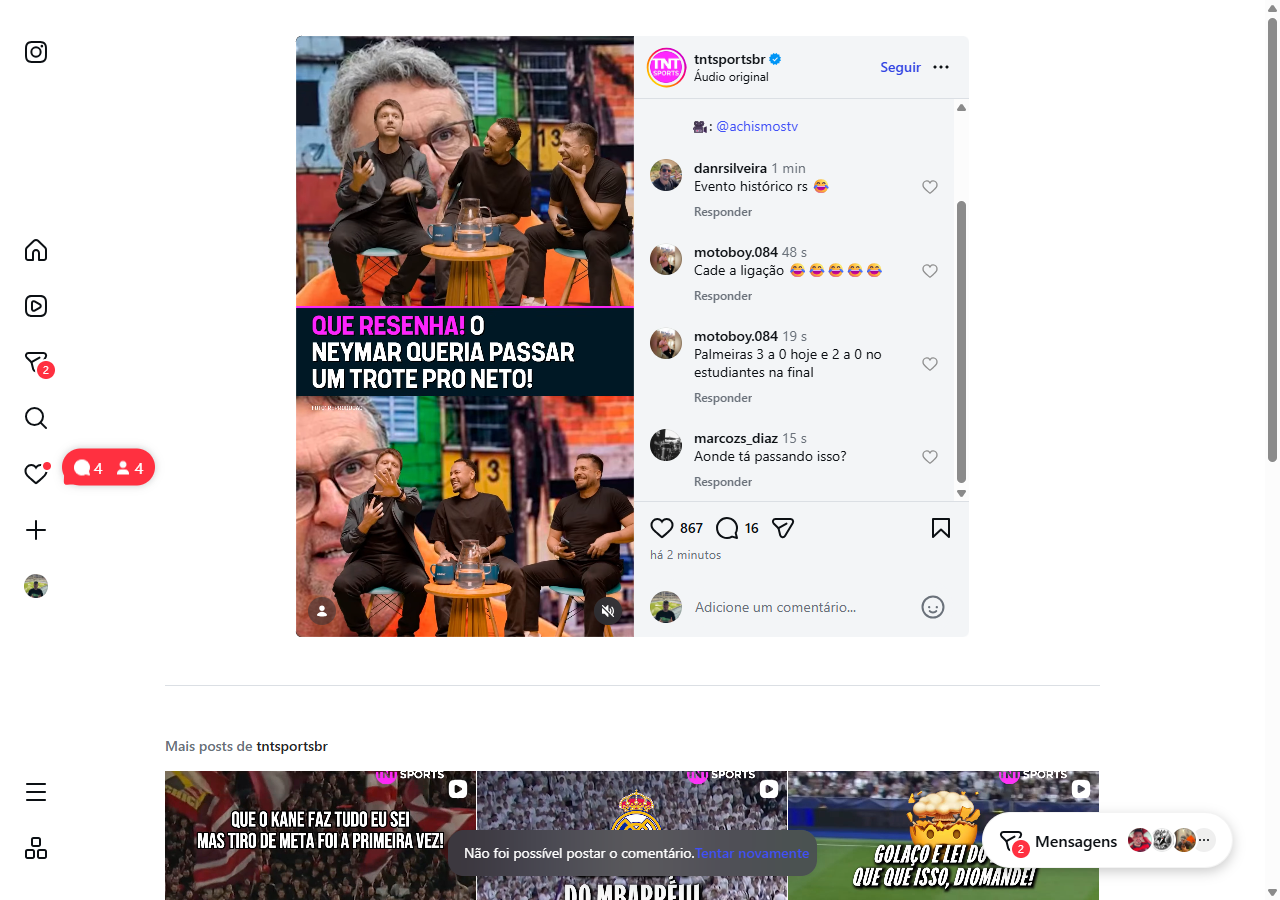 tntsportsbr
Áudio original
Seguir
TNT
SPORTS
: @achismostv
danrsilveira 1 min
Evento histórico rs 😂
Responder
motoboy.084 48 s
Cade a ligação 😂😂😂😂😂
Responder
motoboy.084 19 s
Palmeiras 3 a 0 hoje e 2 a 0 no
estudiantes na final
Responder
marcozs_diaz 15 s
Aonde tá passando isso?
Responder
867 16
há 2 minutos
Adicione um comentário...
13
QUE RESENHA! O
NEYMAR QUERIA PASSAR
UM TROTE PRO NETO!
2
4 4
Mais posts de tntsportsbr
TNT SPORTS
QUE O KANE FAZ TUDO EU SEI
MAS TIRO DE META FOI A PRIMEIRA VEZ!
TNT SPORTS
DO MBAPPÉ!!
TNT SPORTS
GOLAÇO E LEI DO
QUE QUE ISSO, DIOMANDE!
Não foi possível postar o comentário. Tentar novamente
2
Mensagens